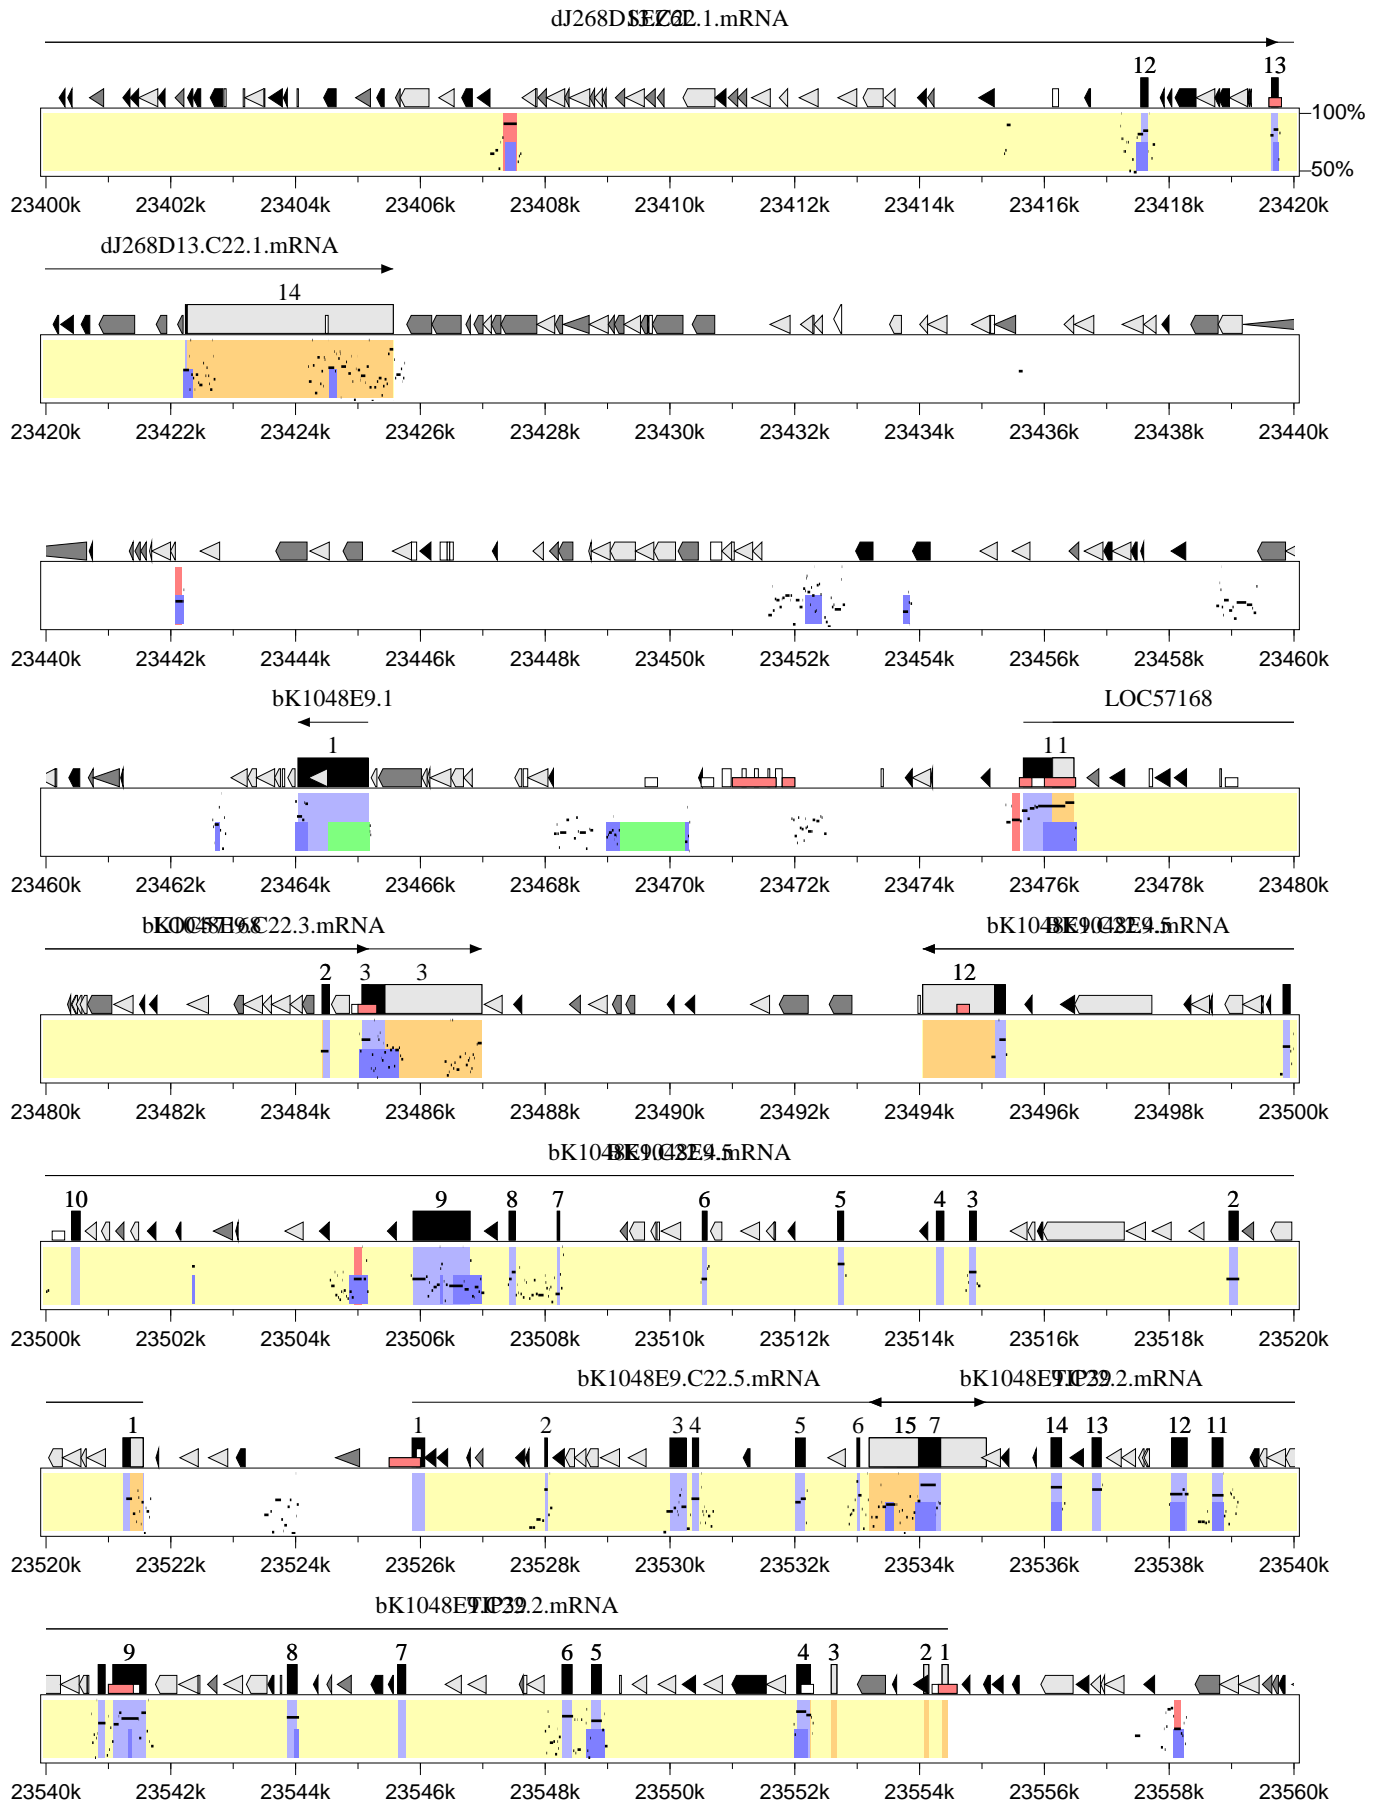 12 13
100%
50%
23400k 23402k 23404k 23406k 23408k 23410k 23412k 23414k 23416k 23418k 23420k
dJ268D13.C22.1.mRNA
14
23420k 23422k 23424k 23426k 23428k 23430k 23432k 23434k 23436k 23438k 23440k
23440k 23442k 23444k 23446k 23448k 23450k 23452k 23454k 23456k 23458k 23460k
bK1048E9.1 LOC57168
1 1 1
23460k 23462k 23464k 23466k 23468k 23470k 23472k 23474k 23476k 23478k 23480k
2 3 3 12
23480k 23482k 23484k 23486k 23488k 23490k 23492k 23494k 23496k 23498k 23500k
10 9 8 7 6 5 4 3 2
23500k 23502k 23504k 23506k 23508k 23510k 23512k 23514k 23516k 23518k 23520k
bK1048E9.C22.5.mRNA
1 1 2 3 4 5 6 15 7 14 13 12 11
23520k 23522k 23524k 23526k 23528k 23530k 23532k 23534k 23536k 23538k 23540k
9 8 7 6 5 4 3 2 1
23540k 23542k 23544k 23546k 23548k 23550k 23552k 23554k 23556k 23558k 23560k